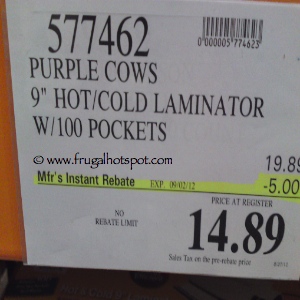 577462
0000005774623
PURPLE COWS
9" HOT/COLD LAMINATOR
W/100 POCKETS
www.frugalhotspot.com
19.89
Mfr's Instant Rebate EXP. 09/02/12 -5.00
NO
REBATE LIMIT
PRICE AT REGISTER
14.89
Sales Tax on the pre-rebate price